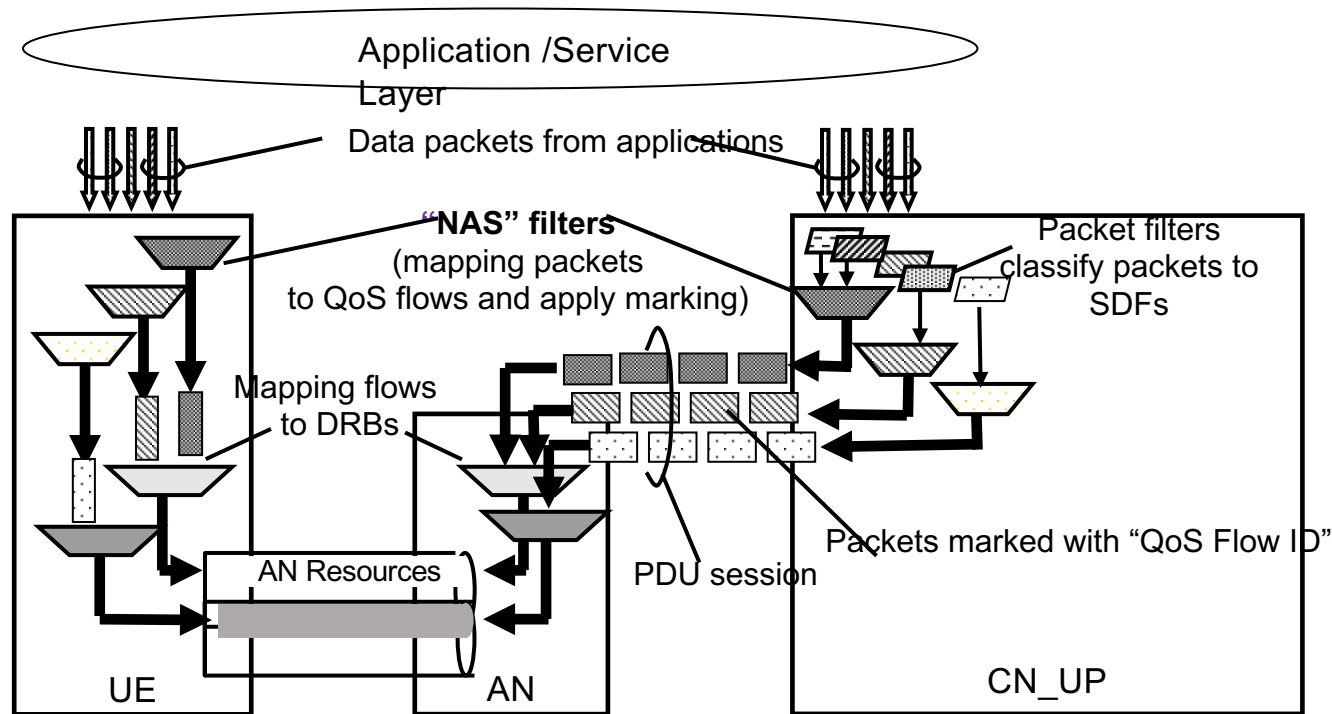 Application /Service
Layer
Data packets from applications
“NAS” filters
(mapping packets
to QoS flows and apply marking)
Packet filters
classify packets to
SDFs
Mapping flows
to DRBs
Packets marked with “QoS Flow ID”
PDU session
AN Resources
UE
AN
CN_UP